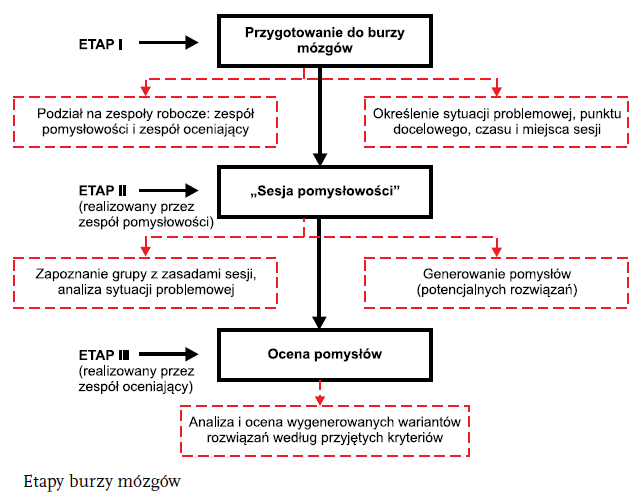 ETAP I
Przygotowanie do burzy
mózgów
Podział na zespoły robocze: zespół
pomysłowości i zespół oceniający
Określenie sytuacji problemowej, punktu
docelowego, czasu i miejsca sesji
ETAP II
(realizowany przez
zespół pomysłowości)
„Sesja pomysłowości”
Zapoznanie grupy z zasadami sesji,
analiza sytuacji problemowej
Generowanie pomysłów
(potencjalnych rozwiązań)
ETAP III
(realizowany przez
zespół oceniający)
Ocena pomysłów
Analiza i ocena wygenerowanych wariantów
rozwiązań według przyjętych kryteriów
Etapy burzy mózgów